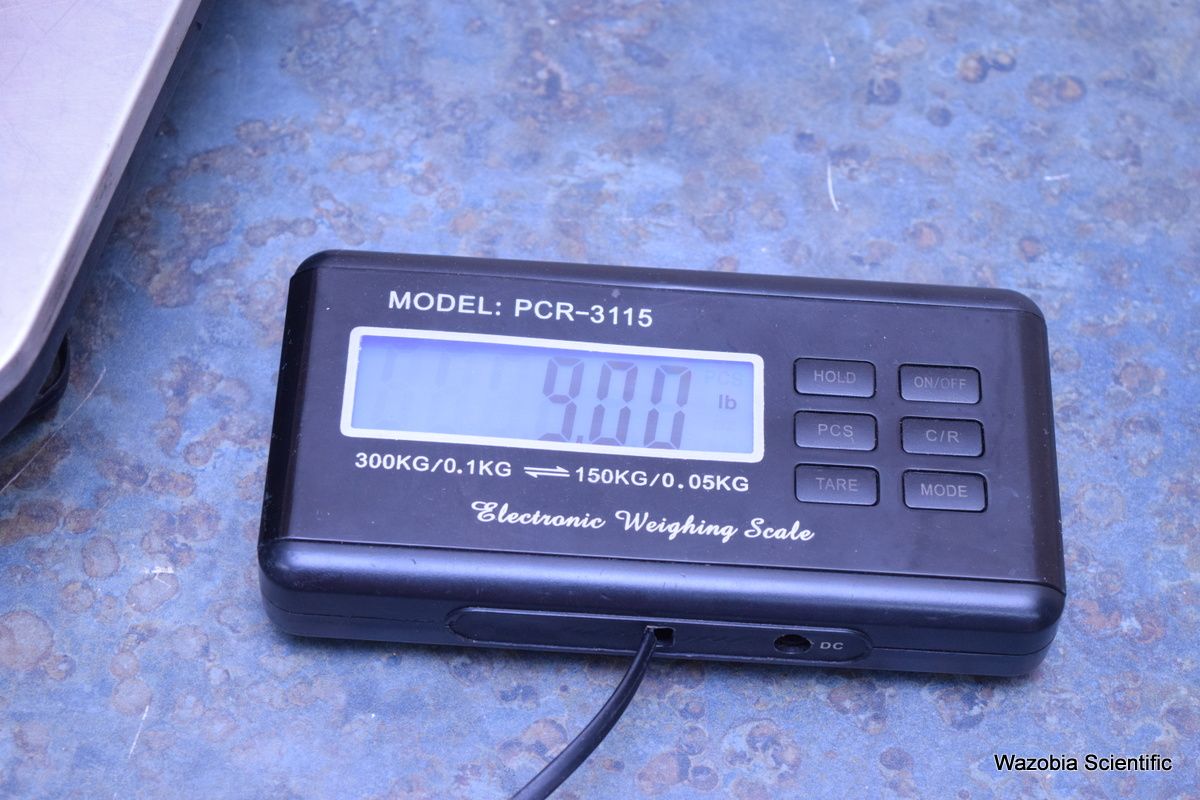 MODEL: PCR-3115
9.00
PCS
lb
HOLD ON/OFF
PCS C/R
TARE MODE
300KG/0.1KG ⇌ 150KG/0.05KG
Electronic Weighing Scale
DC
Wazobia Scientific